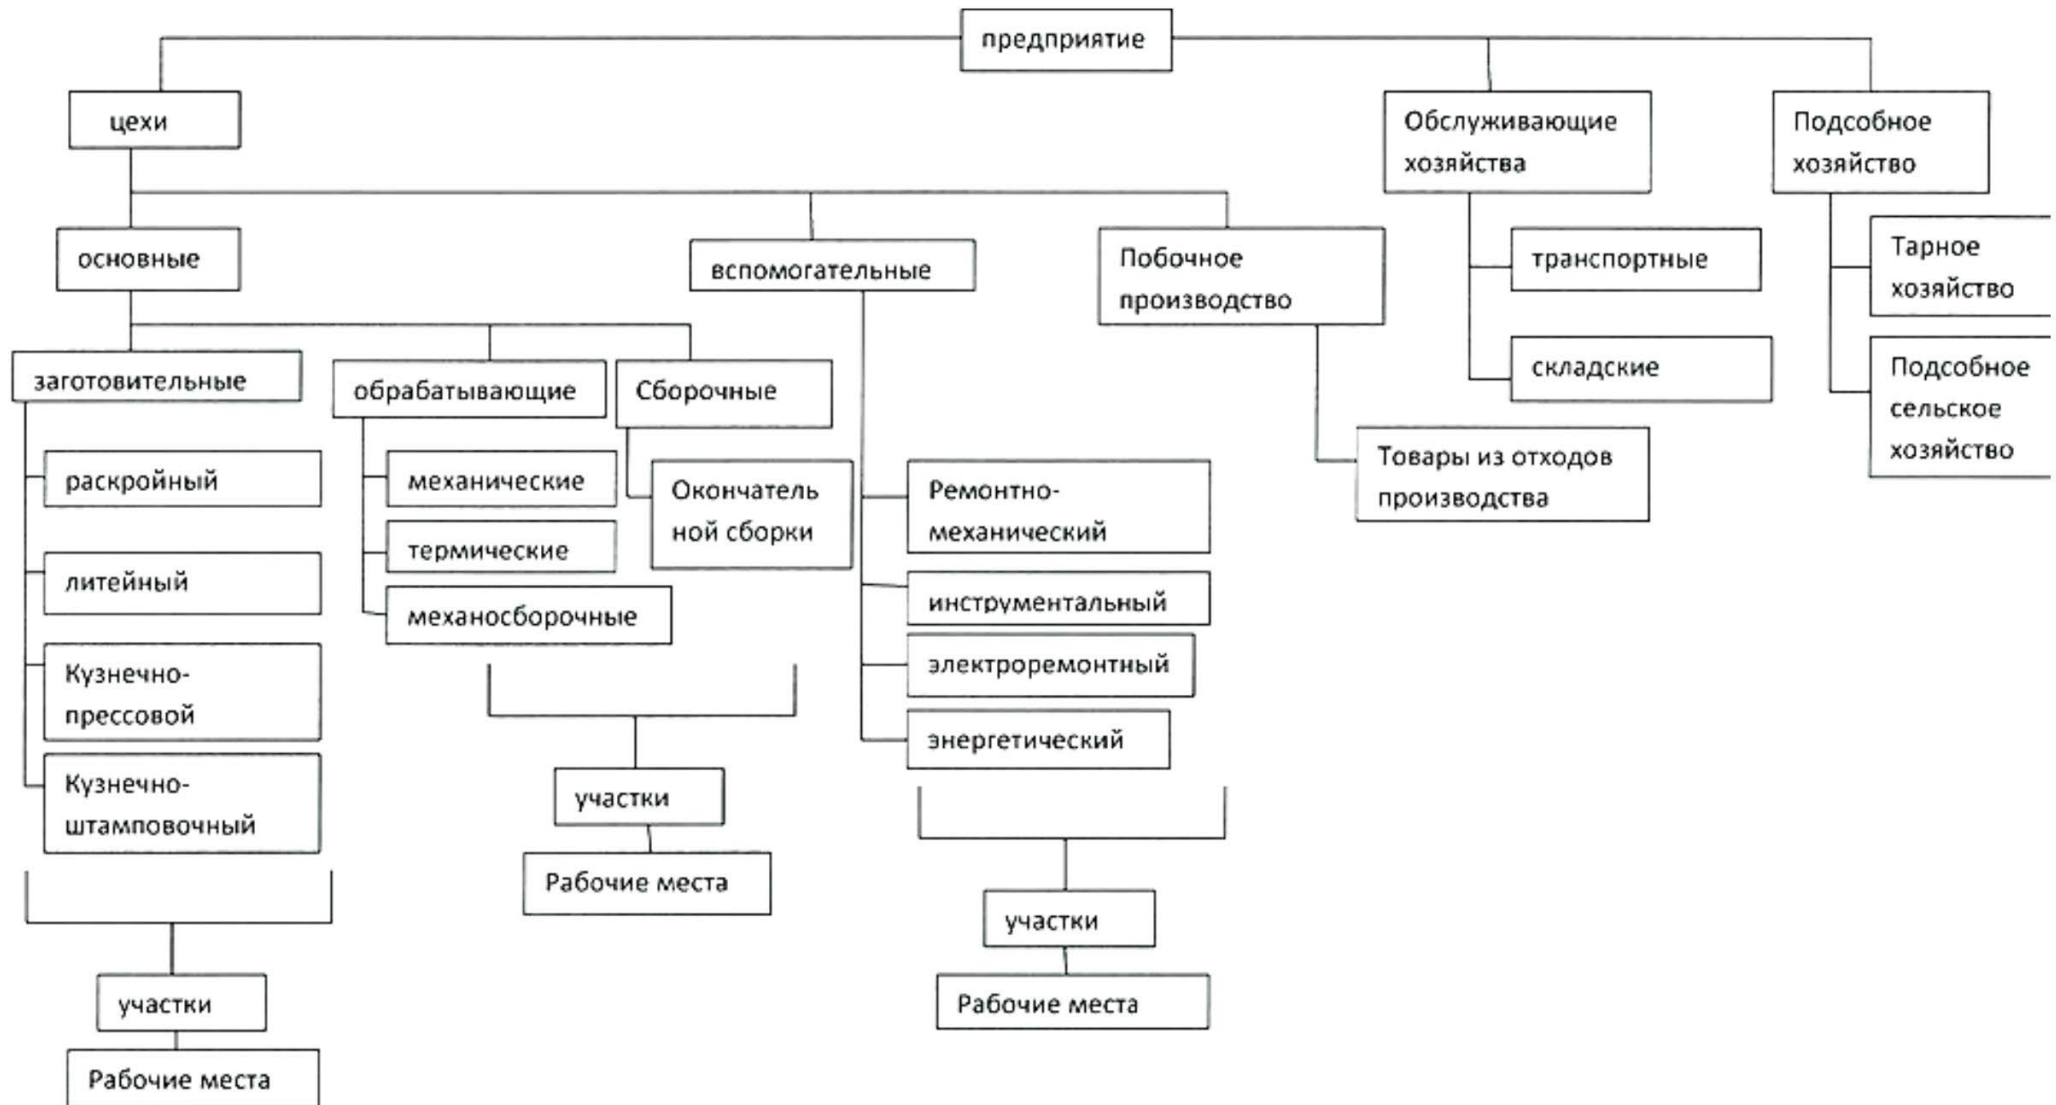 предприятие
цехи
Обслуживающие
хозяйства
Подсобное
хозяйство
основные
вспомогательные
Побочное
производство
транспортные
складские
Тарное
хозяйство
Подсобное
сельское
хозяйство
заготовительные
обрабатывающие
Сборочные
раскройный
литейный
Кузнечно-
прессовой
Кузнечно-
штамповочный
механические
термические
механосборочные
Окончатель
ной сборки
Ремонтно-
механический
инструментальный
электроремонтный
энергетический
Товары из отходов
производства
участки
Рабочие места
участки
Рабочие места
участки
Рабочие места